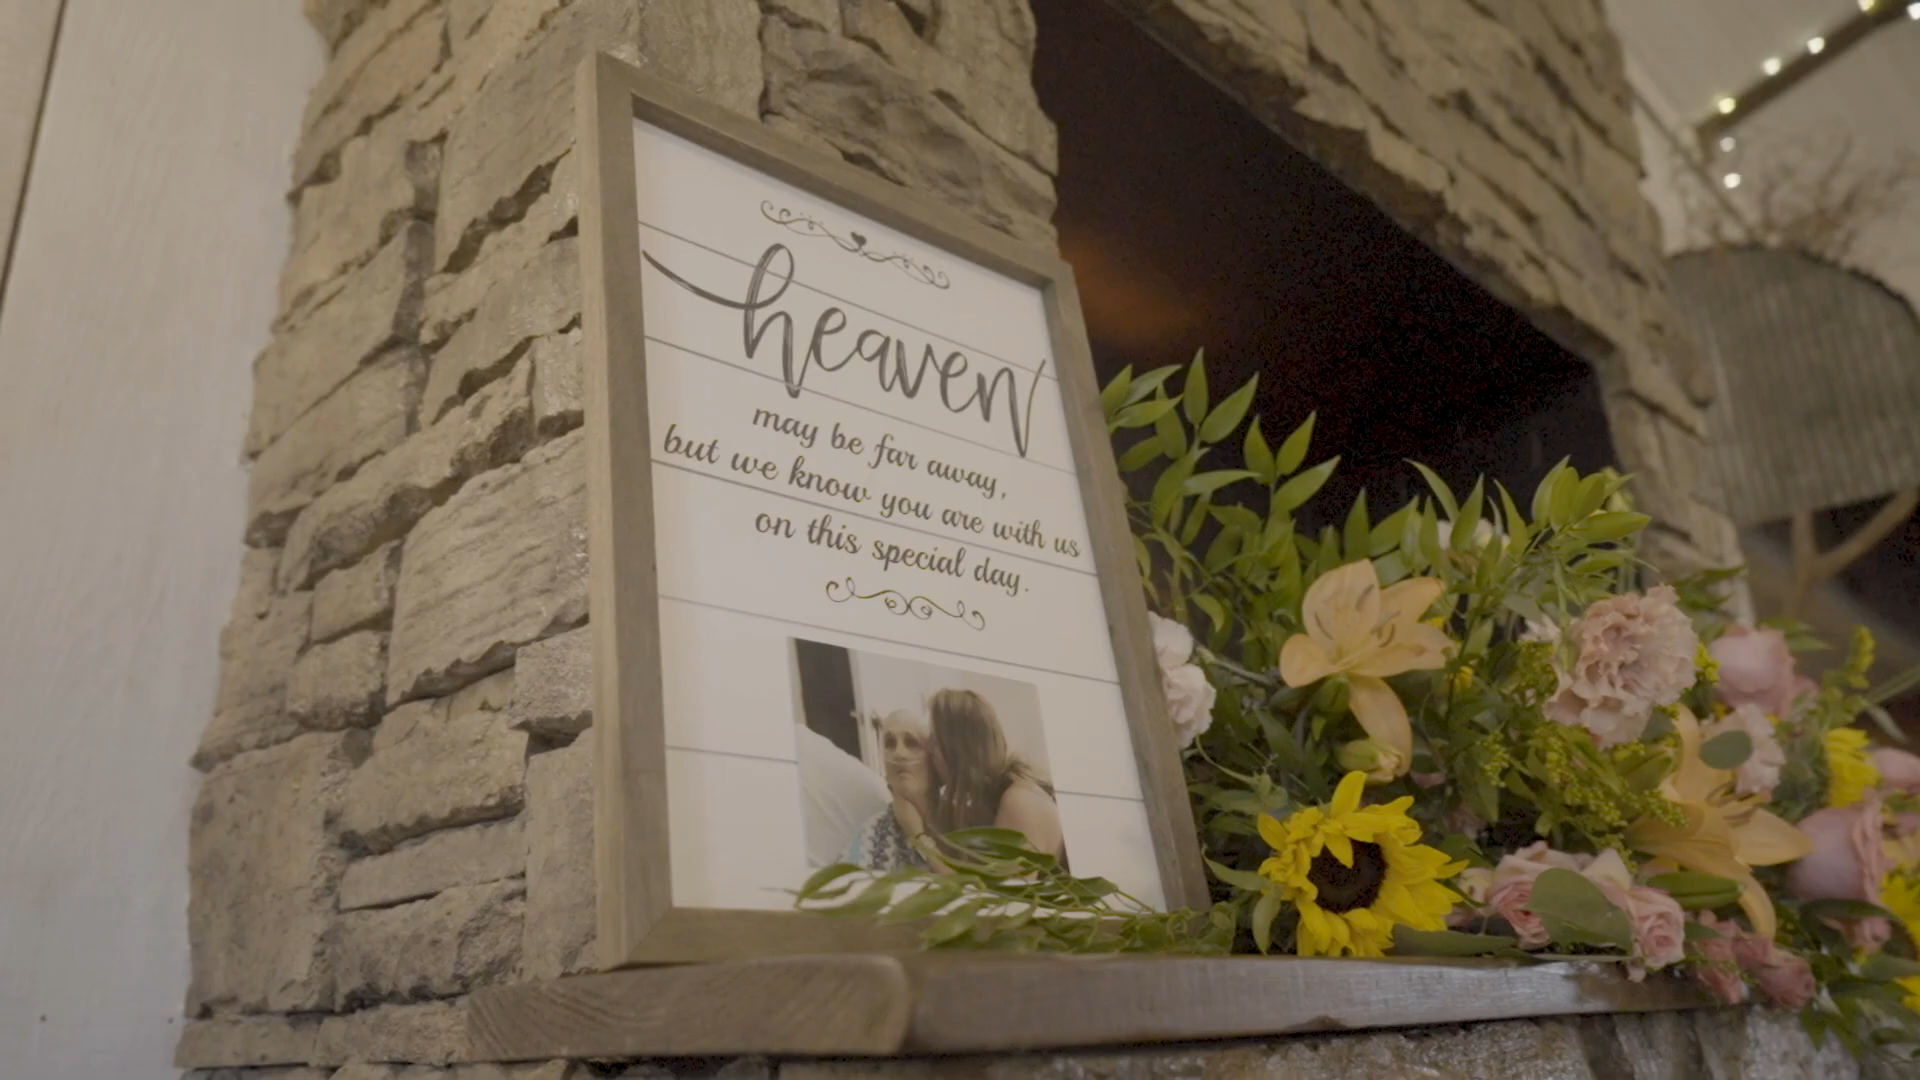 heaven
may be far away,
but we know you are with us
on this special day.